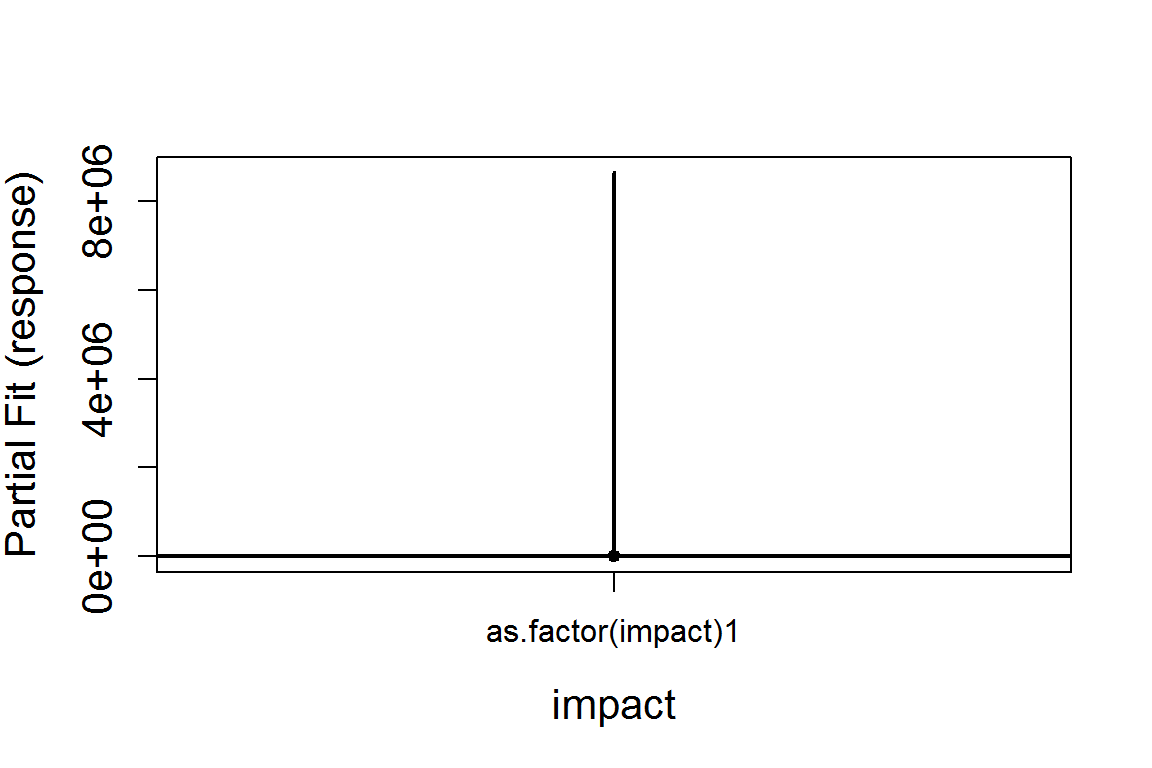 Partial Fit (response)
8e+06
4e+06
0e+00
as.factor(impact)1
impact